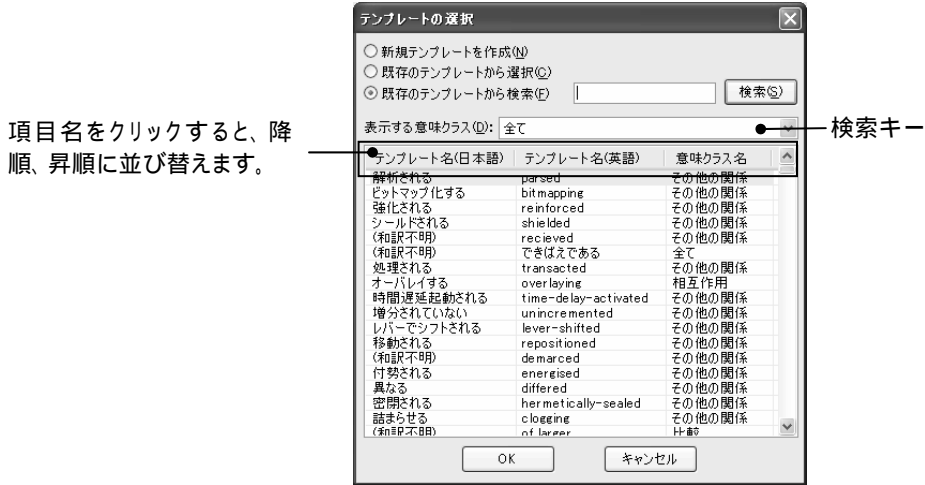 テンプレートの選択
新規テンプレートを作成(N)
既存のテンプレートから選択(C)
既存のテンプレートから検索(F)
検索(S)
表示する意味クラス(D): 全て
検索キー
項目名をクリックすると、降
順、昇順に並び替えます。
テンプレート名(日本語) テンプレート名(英語) 意味クラス名
解析される parsed その他の関係
ビットマップ化する bitmapping その他の関係
強化される reinforced その他の関係
シールドされる shielded その他の関係
(和訳不明) recieved その他の関係
(和訳不明) できばえである 全て
処理される transacted その他の関係
オーバレイする overlaying 相互作用
時間遅延起動される time-delay-activated その他の関係
増分されていない unincremented その他の関係
レバーでシフトされる lever-shifted その他の関係
移動される repositioned その他の関係
(和訳不明) demarced その他の関係
付勢される energised その他の関係
異なる differed その他の関係
密閉される hermetically-sealed その他の関係
詰まらせる clogging その他の関係
(和訳不明) of larger 比較
OK キャンセル